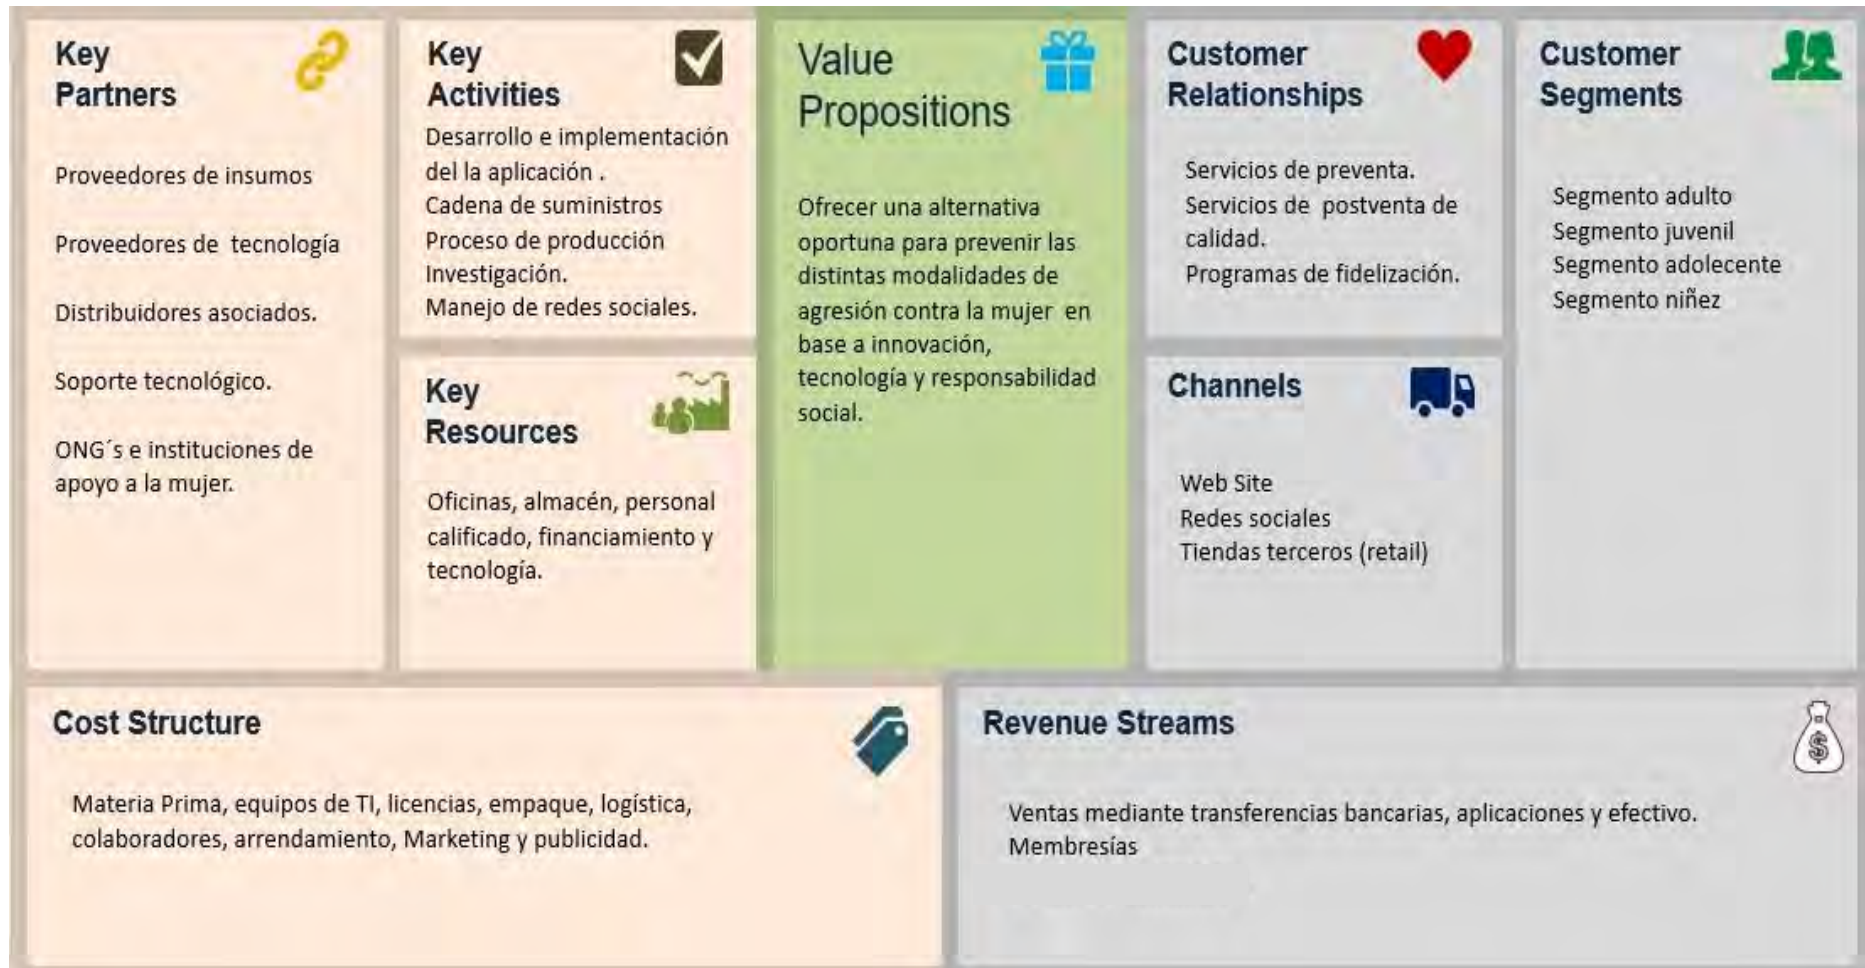 Key
Partners
Proveedores de insumos
Proveedores de  tecnología
Distribuidores asociados.
Soporte tecnológico.
ONG´s e instituciones de
apoyo a la mujer.
Key
Activities
Desarrollo e implementación
del la aplicación .
Cadena de suministros
Proceso de producción
Investigación.
Manejo de redes sociales.
Key
Resources
Oficinas, almacén, personal
calificado, financiamiento y
tecnología.
Value
Propositions
Ofrecer una alternativa
oportuna para prevenir las
distintas modalidades de
agresión contra la mujer  en
base a innovación,
tecnología y responsabilidad
social.
Customer
Relationships
Servicios de preventa.
Servicios de  postventa de
calidad.
Programas de fidelización.
Channels
Web Site
Redes sociales
Tiendas terceros (retail)
Customer
Segments
Segmento adulto
Segmento juvenil
Segmento adolecente
Segmento niñez
Cost Structure
Materia Prima, equipos de TI, licencias, empaque, logística,
colaboradores, arrendamiento, Marketing y publicidad.
Revenue Streams
$
Ventas mediante transferencias bancarias, aplicaciones y efectivo.
Membresías